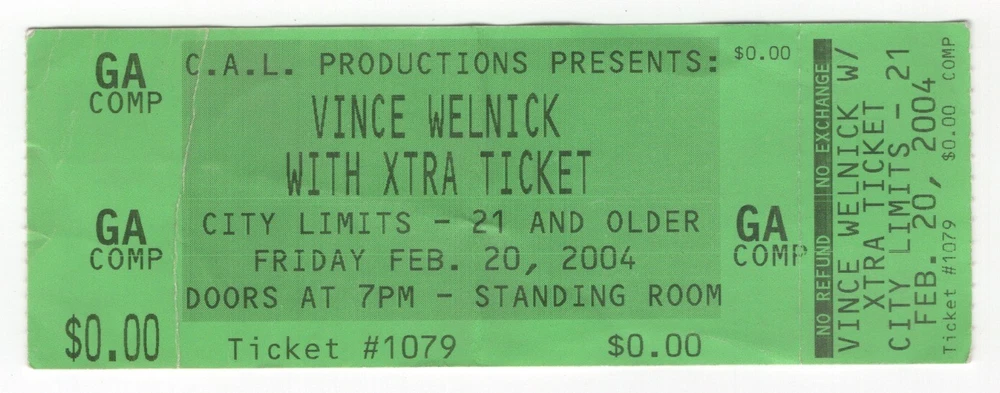 GA
COMP
GA
COMP
$0.00
C.A.L. PRODUCTIONS PRESENTS:
VINCE WELNICK
WITH XTRA TICKET
CITY LIMITS - 21 AND OLDER
FRIDAY FEB. 20, 2004
DOORS AT 7PM - STANDING ROOM
Ticket #1079
$0.00
$0.00
GA
COMP
NO REFUND NO EXCHANGE
VINCE WELNICK W/
XTRA TICKET
CITY LIMITS - 21
FEB. 20, 2004
Ticket #1079 $0.00 COMP